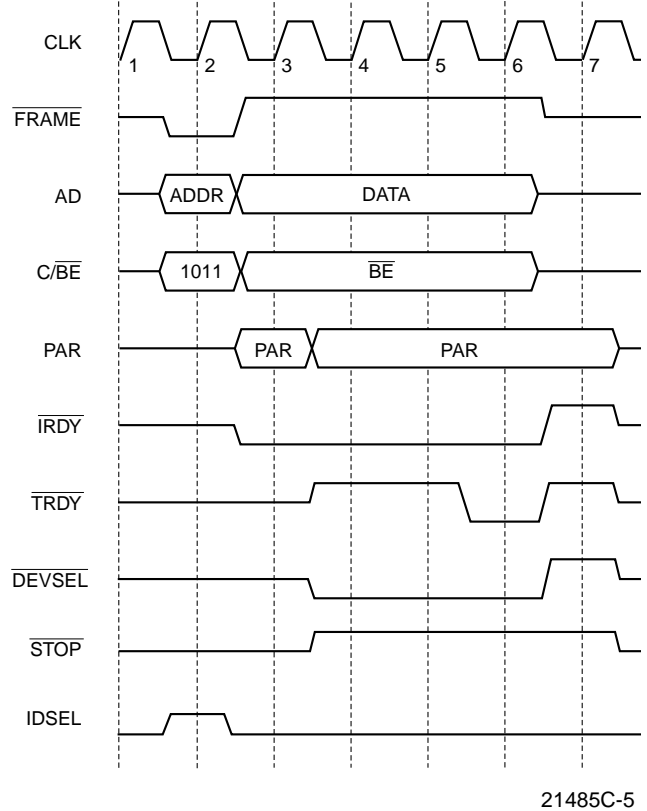 CLK
1 2 3 4 5 6 7
FRAME
AD ADDR DATA
C/BE 1011 BE
PAR PAR PAR
IRDY
TRDY
DEVSEL
STOP
IDSEL
21485C-5